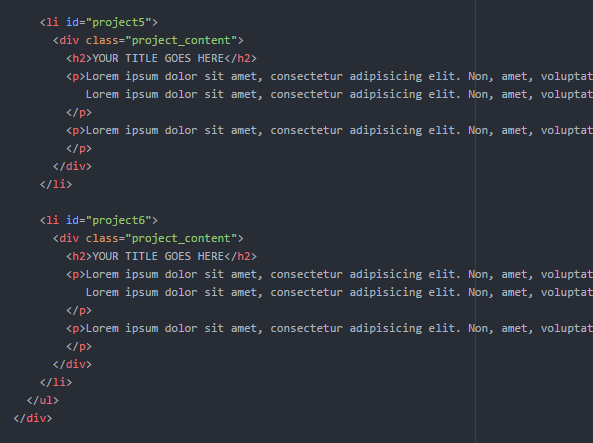 <li id="project5">
<div class="project_content">
<h2>YOUR TITLE GOES HERE</h2>
<p>Lorem ipsum dolor sit amet, consectetur adipisicing elit. Non, amet, voluptat
Lorem ipsum dolor sit amet, consectetur adipisicing elit. Non, amet, voluptat
</p>
<p>Lorem ipsum dolor sit amet, consectetur adipisicing elit. Non, amet, voluptat
</p>
</div>
</li>
<li id="project6">
<div class="project_content">
<h2>YOUR TITLE GOES HERE</h2>
<p>Lorem ipsum dolor sit amet, consectetur adipisicing elit. Non, amet, voluptat
Lorem ipsum dolor sit amet, consectetur adipisicing elit. Non, amet, voluptat
</p>
<p>Lorem ipsum dolor sit amet, consectetur adipisicing elit. Non, amet, voluptat
</p>
</div>
</li>
</ul>
</div>